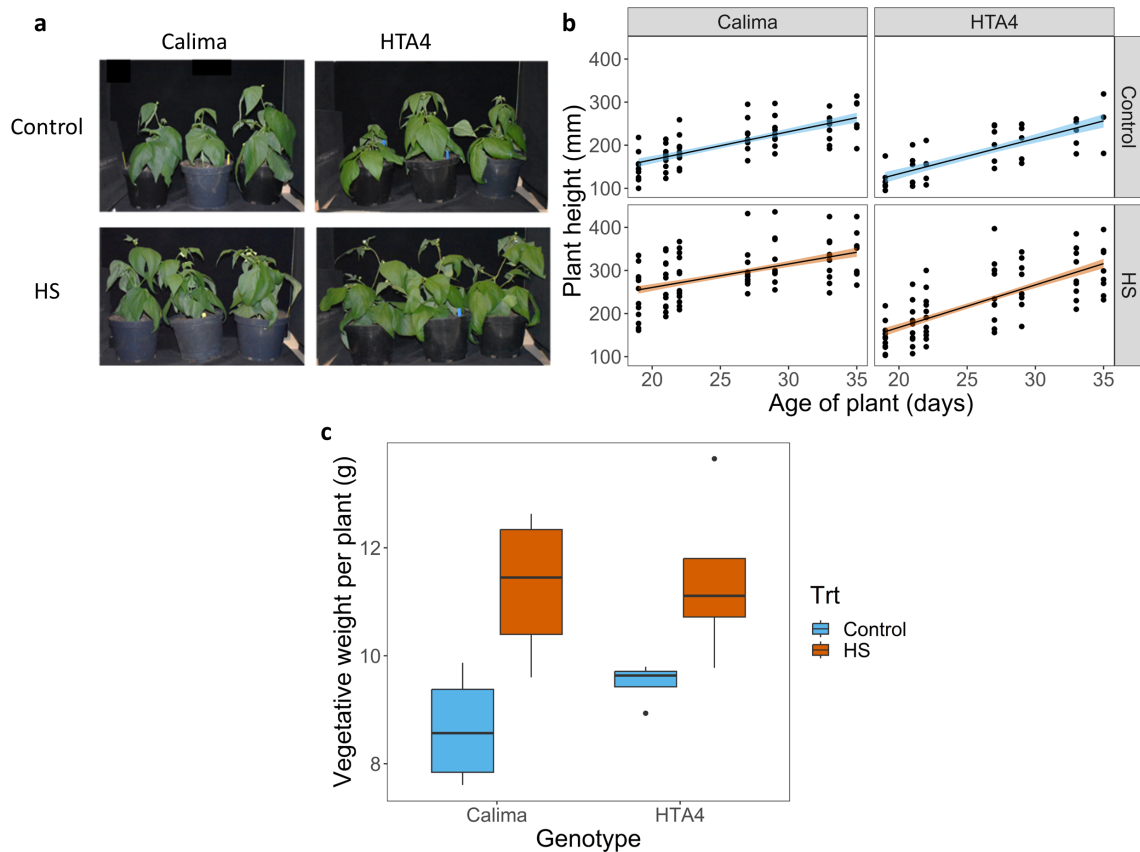 a
Calima HTA4
Control
HS
b
Calima HTA4
Plant height (mm)
400
300
200
100
Control
400
300
200
100
HS
20 25 30 35 20 25 30 35
Age of plant (days)
c
Vegetative weight per plant (g)
12
10
8
Calima HTA4
Genotype
Trt
Control
HS